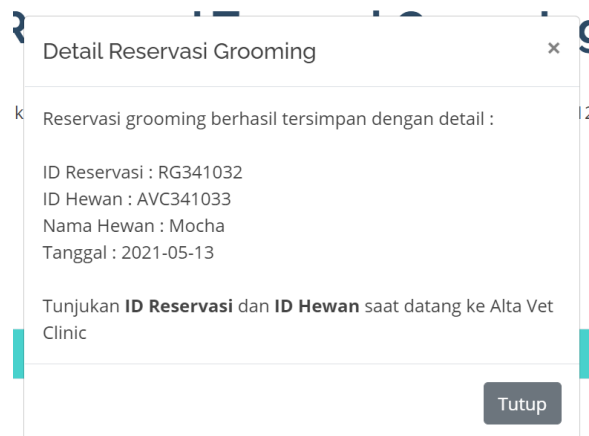 Detail Reservasi Grooming ×
Reservasi grooming berhasil tersimpan dengan detail :
ID Reservasi : RG341032
ID Hewan : AVC341033
Nama Hewan : Mocha
Tanggal : 2021-05-13
Tunjukan ID Reservasi dan ID Hewan saat datang ke Alta Vet
Clinic
Tutup